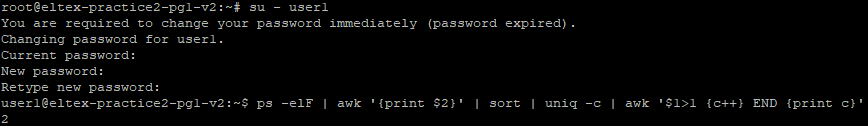 root@eltex-practice2-pg1-v2:~# su - user1
You are required to change your password immediately (password expired).
Changing password for user1.
Current password:
New password:
Retype new password:
user1@eltex-practice2-pg1-v2:~$ ps -elF | awk '{print $2}' | sort | uniq -c | awk '$1>1 {c++} END {print c}'
2